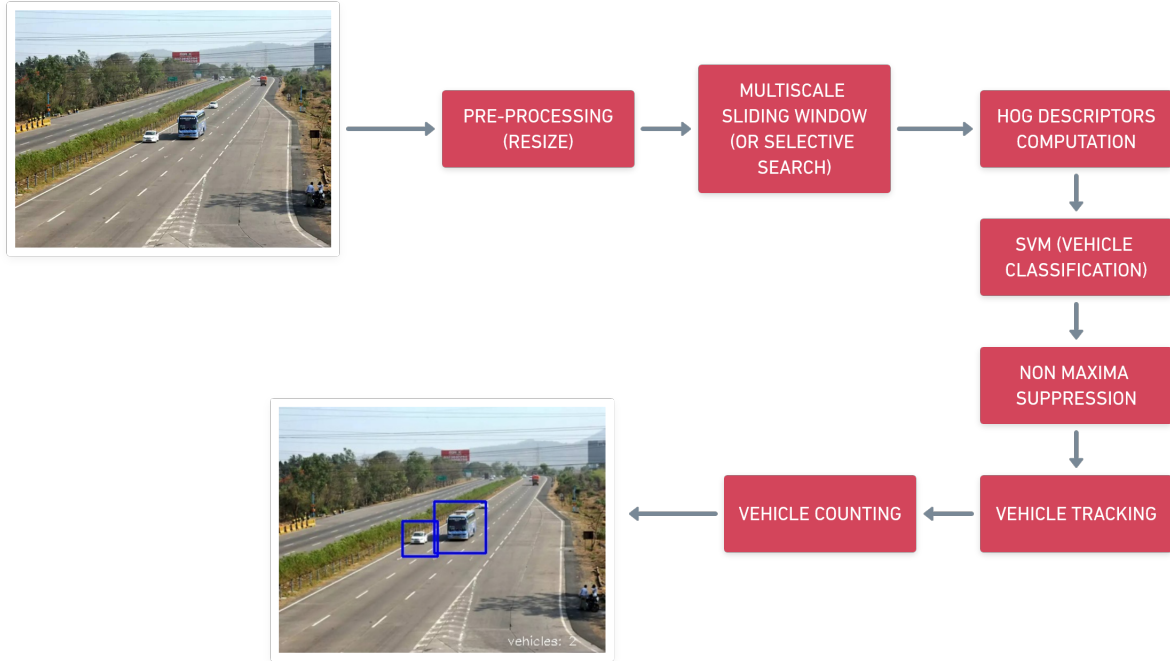 PRE-PROCESSING
(RESIZE)
MULTISCALE
SLIDING WINDOW
(OR SELECTIVE
SEARCH)
HOG DESCRIPTORS
COMPUTATION
SVM (VEHICLE
CLASSIFICATION)
NON MAXIMA
SUPPRESSION
VEHICLE TRACKING
VEHICLE COUNTING
vehicles: 2